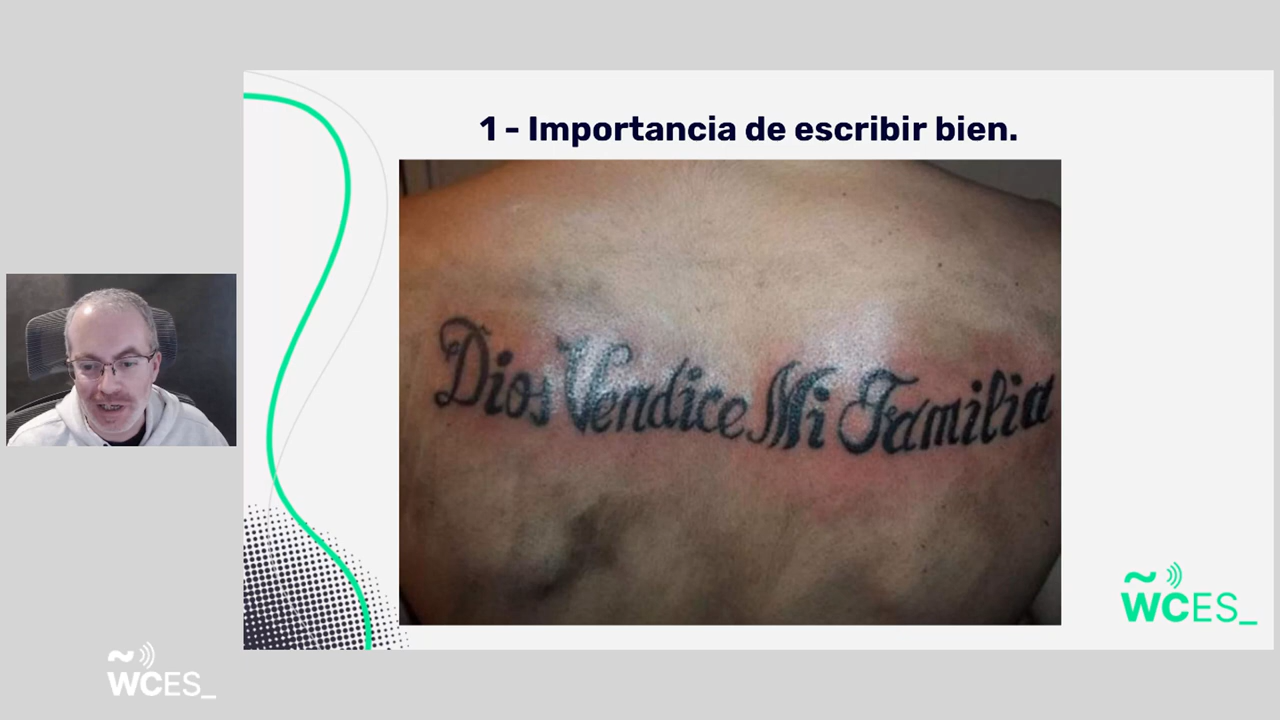 1 - Importancia de escribir bien.
Dios Vendice Mi Familia
WCES_
WCES_